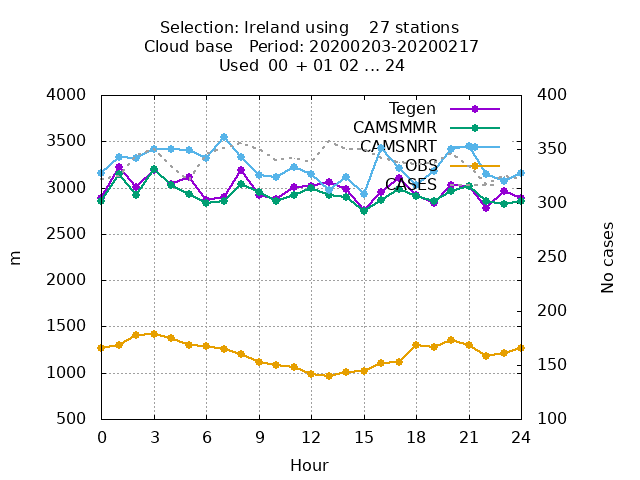 Selection: Ireland using 27 stations
Cloud base Period: 20200203-20200217
Used 00 + 01 02 ... 24
4000 400
Tegen
CAMSMMR
3500 350
CAMSNRT
OBS
3000 300
CASES
2500 250
2000 200
1500 150
1000
500 100
m
No cases
0 3 6 9 12 15 18 21 24
Hour